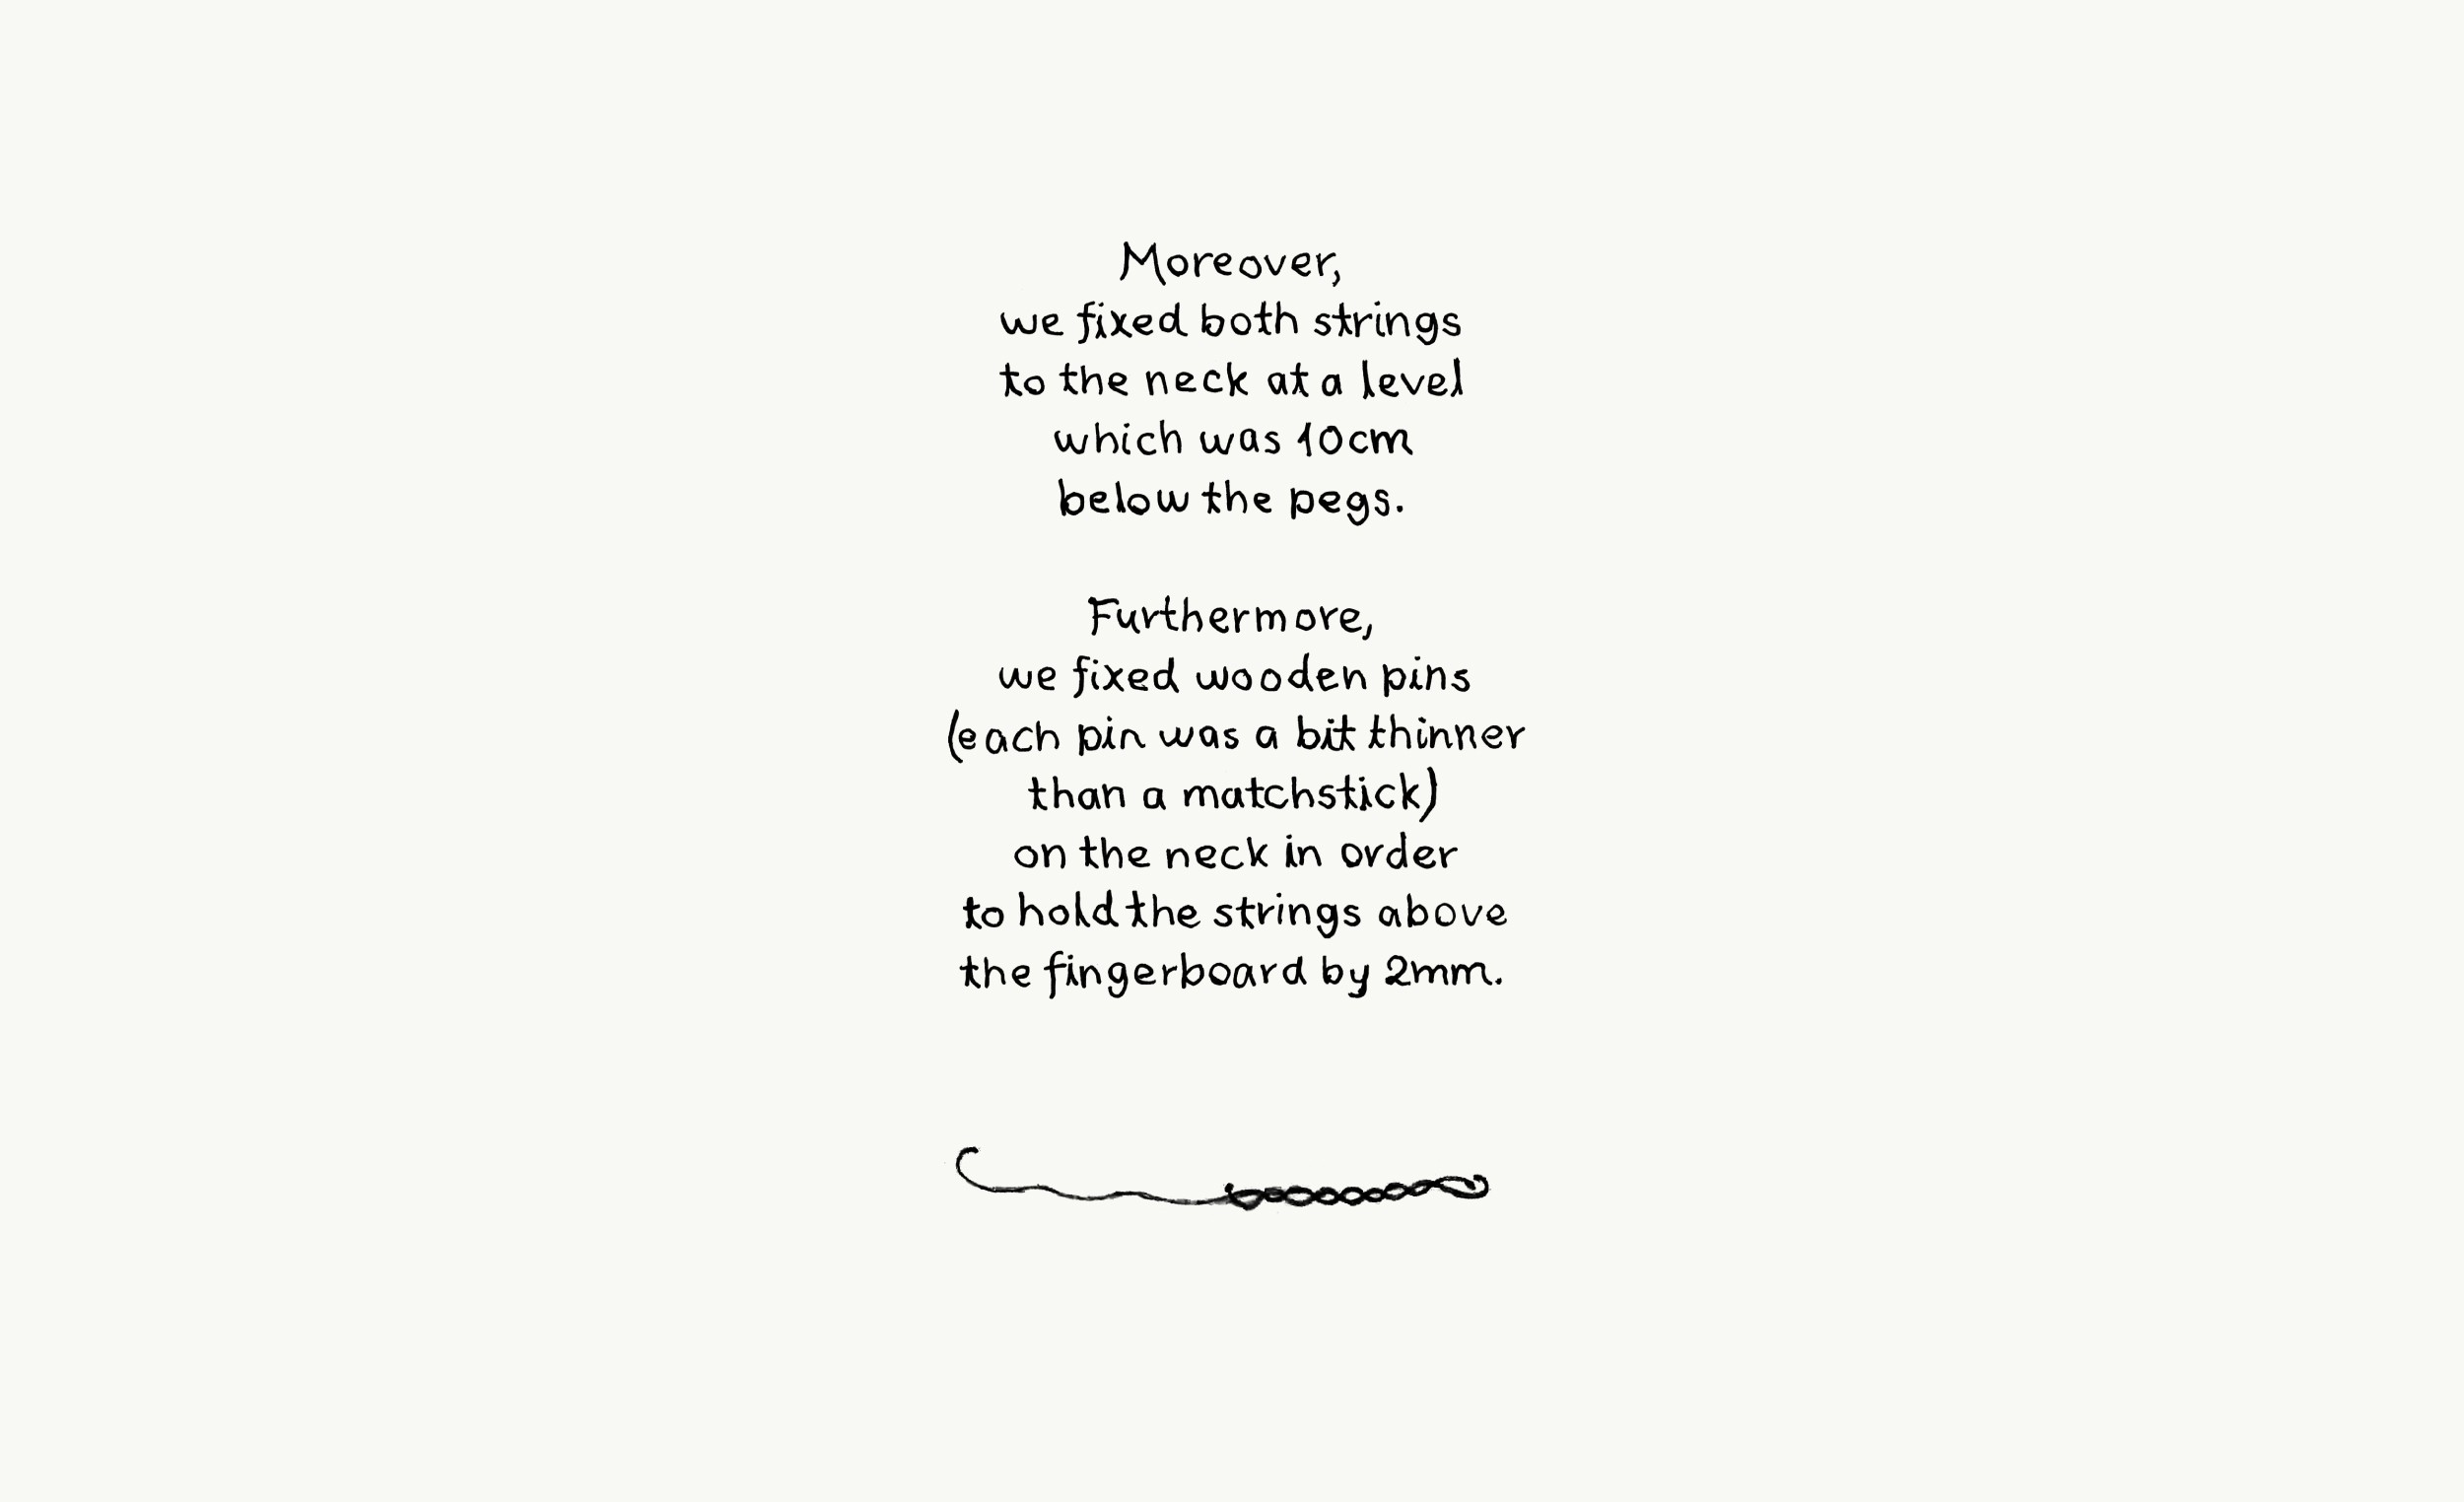 Moreover,
we fixed both strings
to the neck at a level
which was 10cm
below the pegs.
Furthermore,
we fixed wooden pins
(each pin was a bit thinner
than a matchstick)
on the neck in order
to hold the strings above
the fingerboard by 2mm.